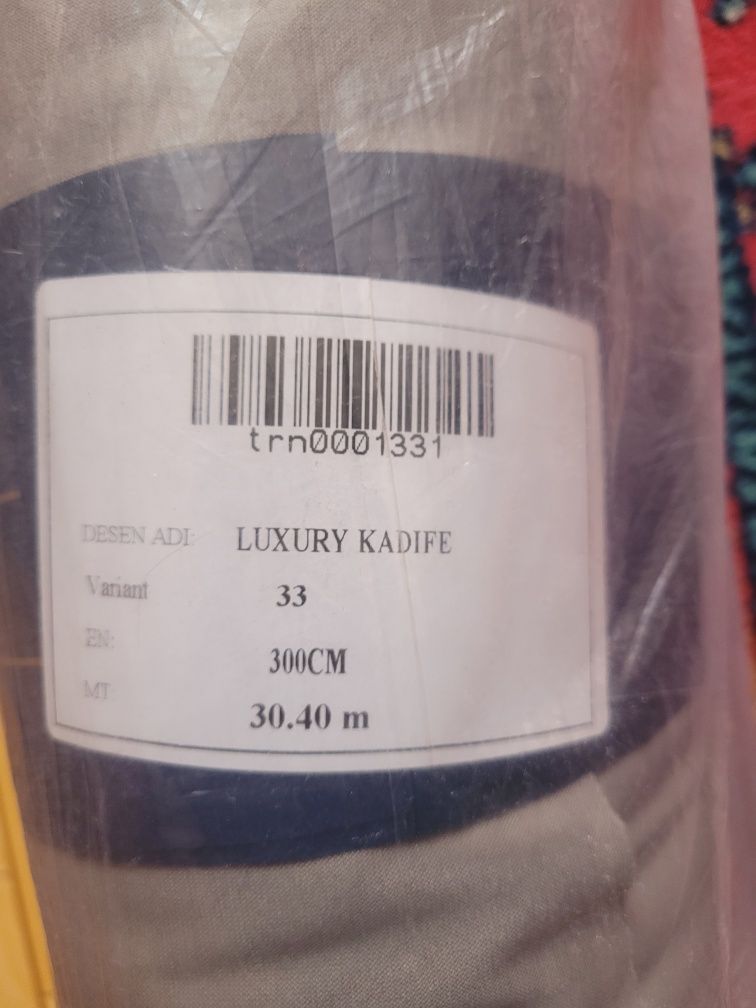 trn0001331
DESEN ADI: LUXURY KADIFE
Variant 33
EN: 300CM
MT 30.40 m